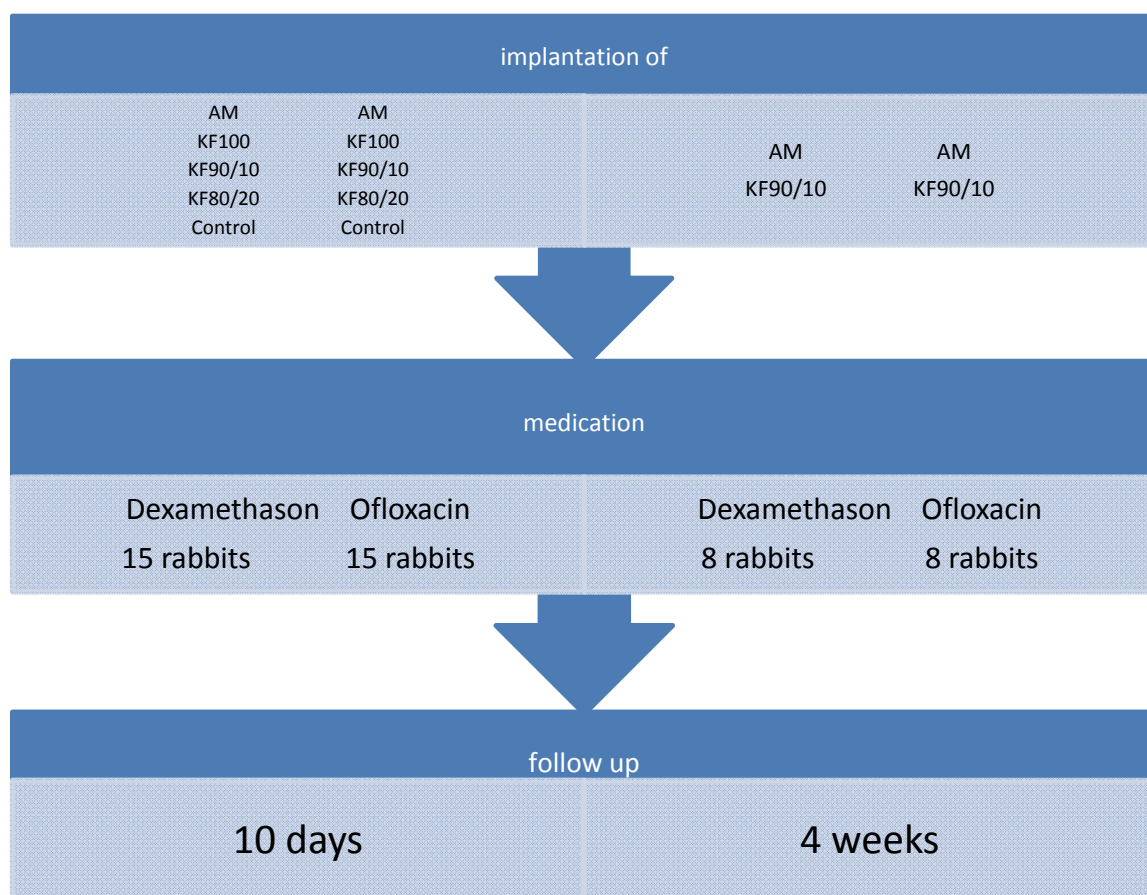 implantation of
AM AM
KF100 KF100
KF90/10 KF90/10
KF80/20 KF80/20
Control Control
AM AM
KF90/10 KF90/10
medication
Dexamethason Ofloxacin
15 rabbits 15 rabbits
Dexamethason Ofloxacin
8 rabbits 8 rabbits
follow up
10 days
4 weeks